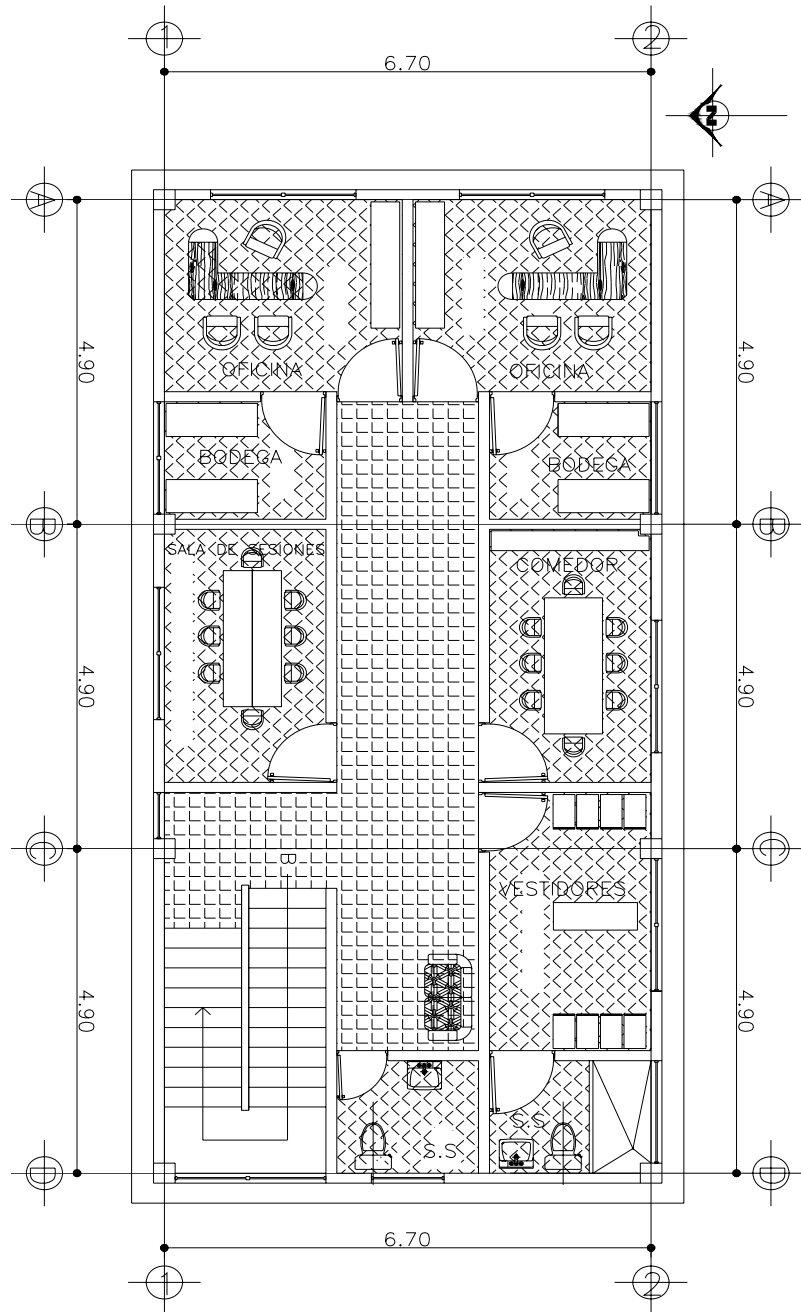 1
2
6.70
N
A
A
4.90
4.90
OFICINA
OFICINA
BODEGA
BODEGA
B
B
SALA DE SESIONES
COMEDOR
4.90
4.90
C
C
B
VESTIDORES
4.90
4.90
S.S
S.S
D
D
6.70
1
2